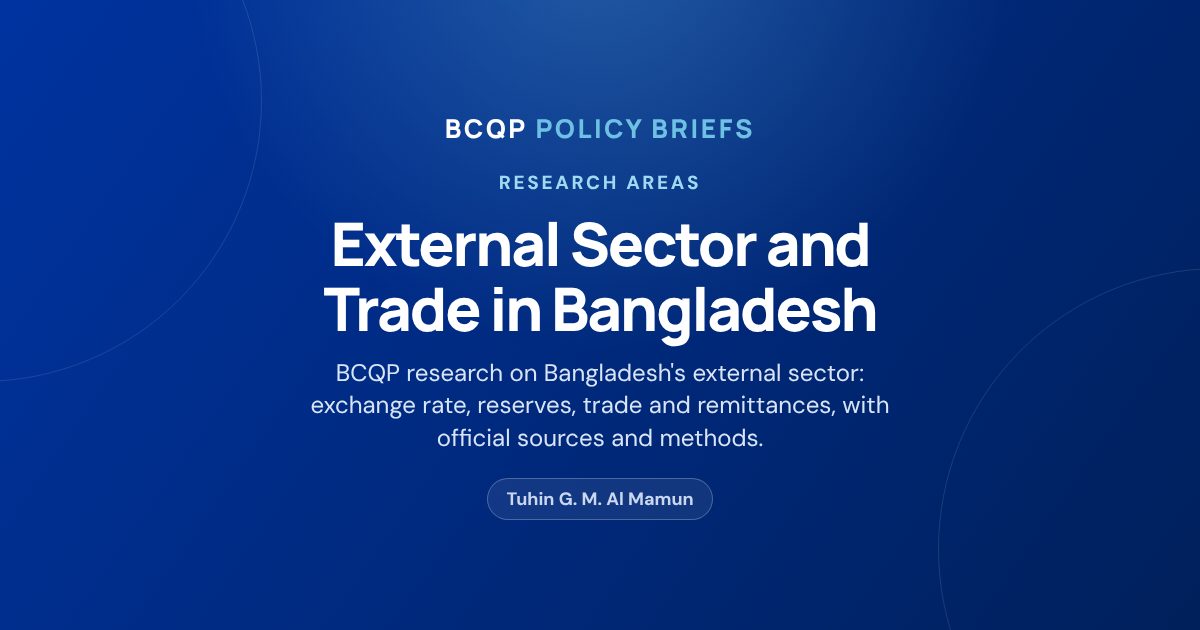 BCQP POLICY BRIEFS
RESEARCH AREAS
External Sector and
Trade in Bangladesh
BCQP research on Bangladesh's external sector:
exchange rate, reserves, trade and remittances, with
official sources and methods.
Tuhin G. M. Al Mamun